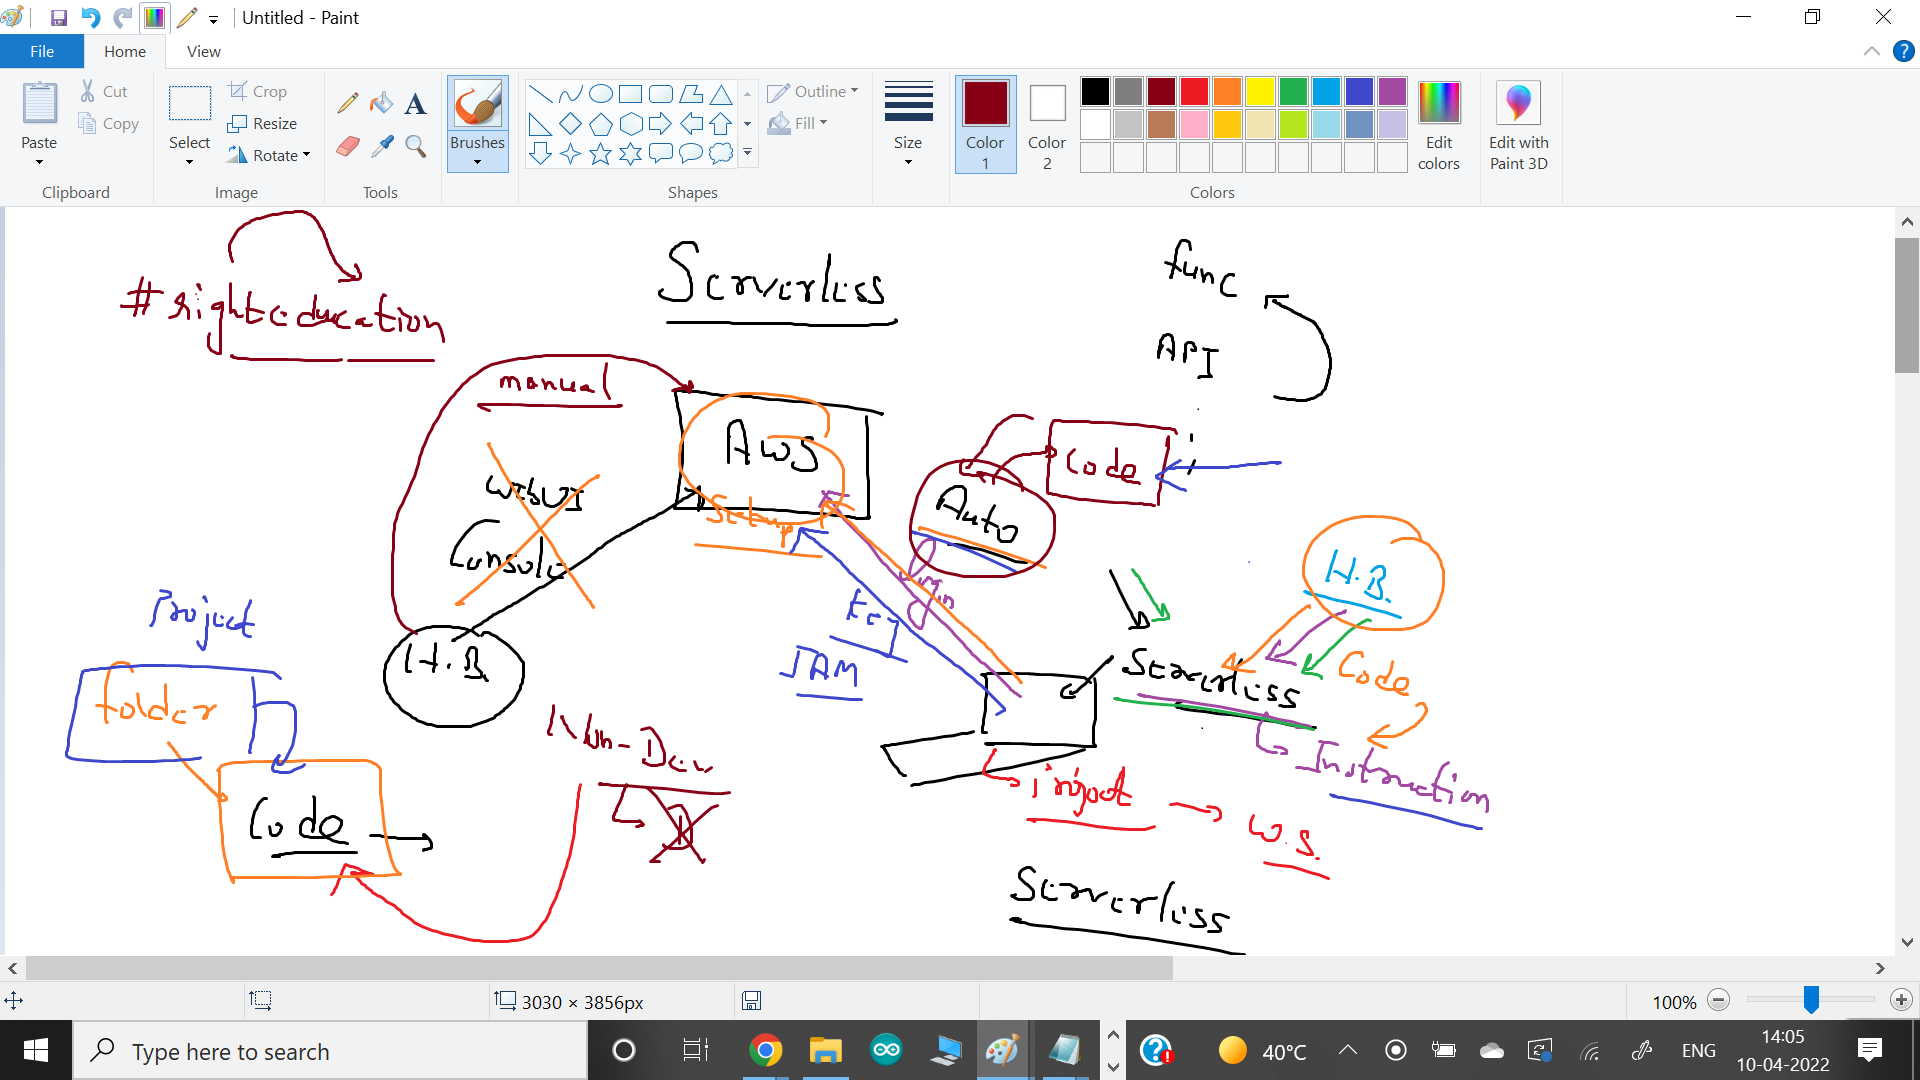 Untitled - Paint
File
Home
View
Paste
Cut
Copy
Clipboard
Select
Crop
Resize
Rotate
Image
Tools
Brushes
Shapes
Outline
Fill
Size
Color
1
Color
2
Edit
colors
Colors
Edit with
Paint 3D
#righteducation
Serverless
func
API
manual
AWS
Setup
Code
Auto
WebUI
Console
login
Key
IAM
H.B.
H.B.
Project
folder
Code
Non-Dev
D
Serverless
Code
Instruction
Project
W.S.
Serverless
3030 × 3856px
100%
Type here to search
40°C
ENG
14:05
10-04-2022